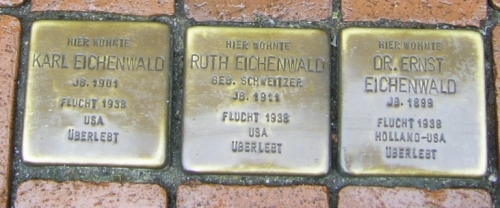 HIER WOHNTE
KARL EICHENWALD
JG. 1901
FLUCHT 1938
USA
ÜBERLEBT
HIER WOHNTE
RUTH EICHENWALD
GEB. SCHWEITZER
JG. 1911
FLUCHT 1938
USA
ÜBERLEBT
HIER WOHNTE
DR. ERNST
EICHENWALD
JG. 1899
FLUCHT 1938
HOLLAND-USA
ÜBERLEBT